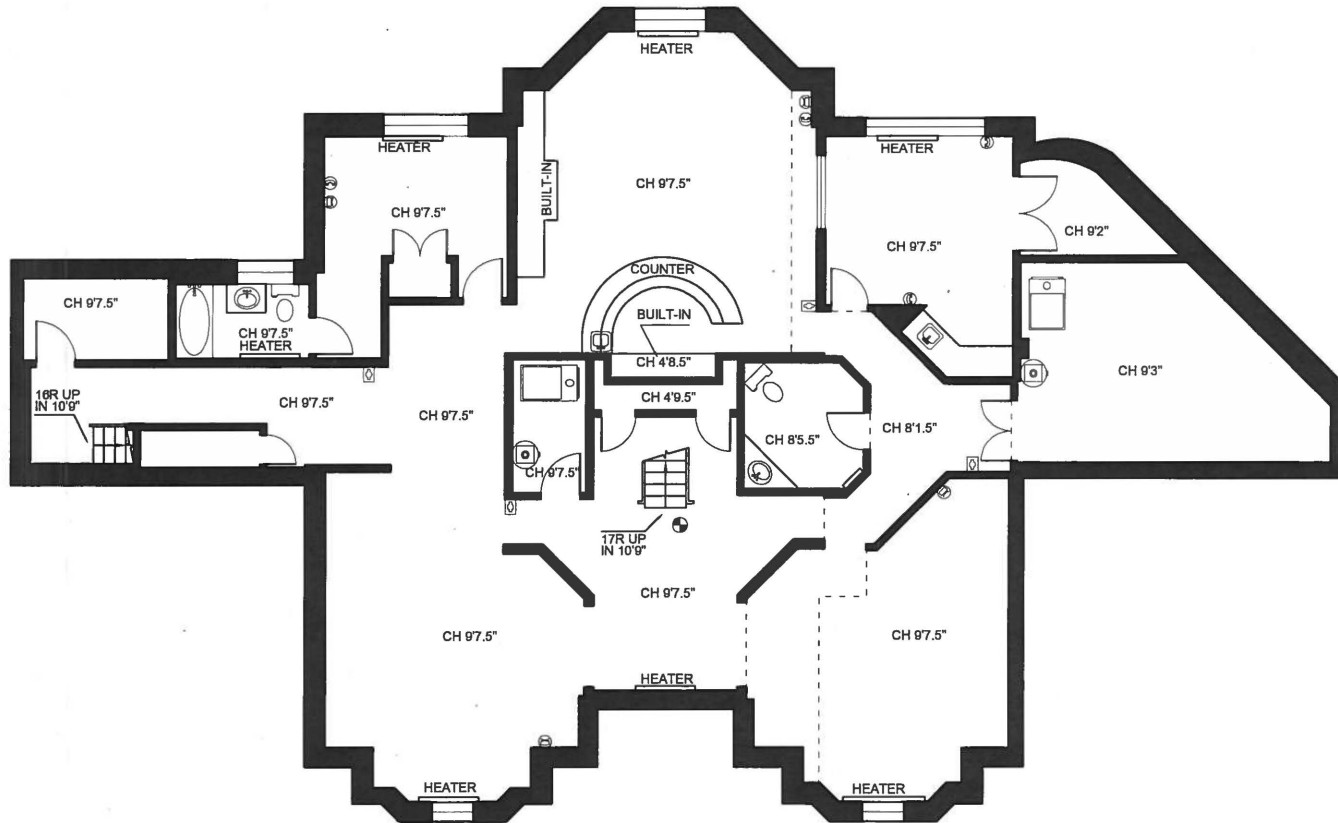 HEATER
HEATER
HEATER
BUILT-IN
CH 9'7.5"
CH 9'7.5"
CH 9'7.5"
CH 9'2"
COUNTER
CH 9'7.5"
BUILT-IN
CH 9'7.5"
HEATER
CH 4'8.5"
CH 9'3"
16R UP
IN 10'9"
CH 9'7.5"
CH 9'7.5"
CH 4'9.5"
CH 8'5.5"
CH 8'1.5"
CH 9'7.5"
17R UP
IN 10'9"
CH 9'7.5"
CH 9'7.5"
CH 9'7.5"
HEATER
HEATER
HEATER